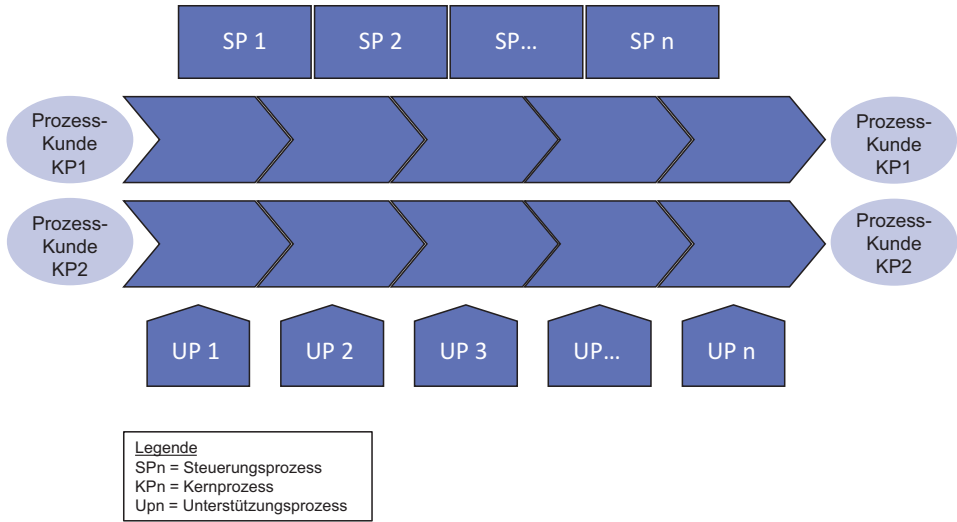 SP 1
SP 2
SP...
SP n
Prozess-
Kunde
KP1
Prozess-
Kunde
KP1
Prozess-
Kunde
KP2
Prozess-
Kunde
KP2
UP 1
UP 2
UP 3
UP...
UP n
Legende
SPn = Steuerungsprozess
KPn = Kernprozess
Upn = Unterstützungsprozess